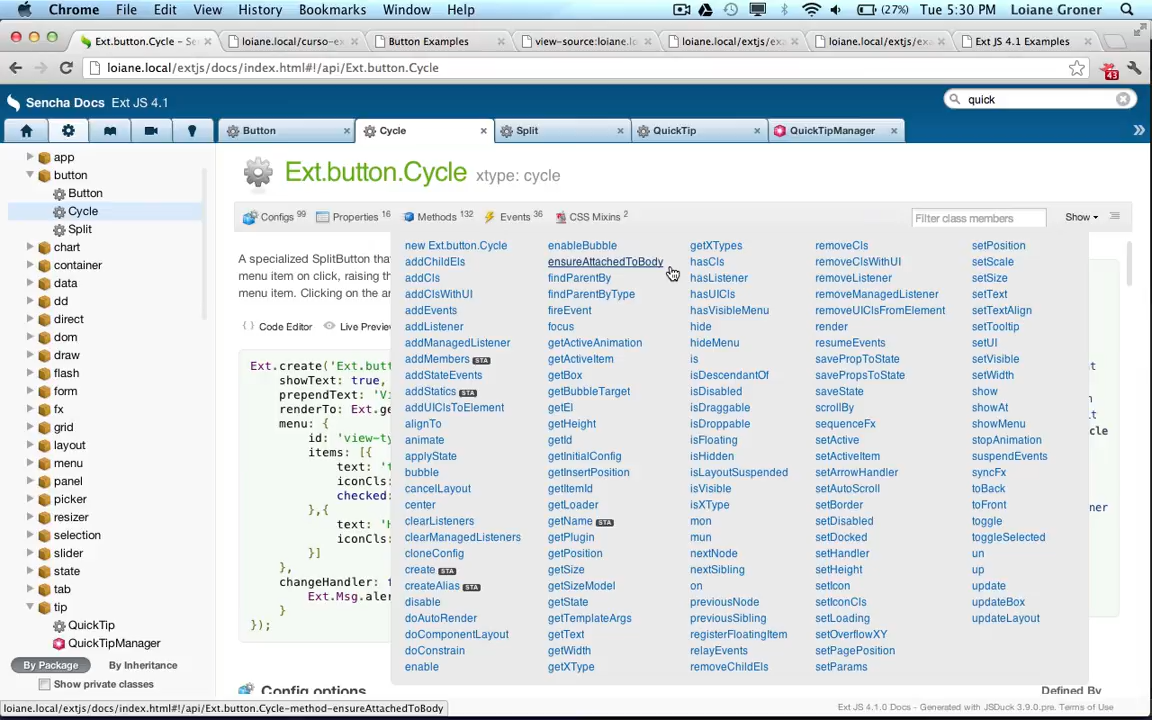 Chrome File Edit View History Bookmarks Window Help (27%) Tue 5:30 PM Loiane Groner
Ext.button.Cycle – Se loiane.local/curso-ex Button Examples view-source:loiane.lo loiane.local/extjs/exa loiane.local/extjs/exa Ext JS 4.1 Examples
loiane.local/extjs/docs/index.html#!/api/Ext.button.Cycle 43
Sencha Docs Ext JS 4.1 quick
Button Cycle Split QuickTip QuickTipManager
app
button
Button
Cycle
Split
chart
container
data
dd
direct
dom
draw
flash
form
fx
grid
layout
menu
panel
picker
resizer
selection
slider
state
tab
tip
QuickTip
QuickTipManager
By Package By Inheritance
Show private classes
Ext.button.Cycle xtype: cycle
Configs 99 Properties 16 Methods 132 Events 36 CSS Mixins 2 Filter class members Show
A specialized SplitButton tha
menu item on click, raising th
menu item. Clicking on the ar
Code Editor Live Preview
Ext.create('Ext.butt
showText: true,
prependText: 'Vi
renderTo: Ext.ge
menu: {
id: 'view-ty
items: [{
text: 't
iconCls:
checked:
},{
text: 'H
iconCls:
}]
},
changeHandler: f
Ext.Msg.aler
}
});
new Ext.button.Cycle enableBubble getXTypes removeCls setPosition
addChildEls ensureAttachedToBody hasCls removeClsWithUI setScale
addCls findParentBy hasListener removeListener setSize
addClsWithUI findParentByType hasUICls removeManagedListener setText
addEvents fireEvent hasVisibleMenu removeUIClsFromElement setTextAlign
addListener focus hide render setTooltip
addManagedListener getActiveAnimation hideMenu resumeEvents setUI
addMembers STA getActiveItem is savePropToState setVisible
addStateEvents getBox isDescendantOf savePropsToState setWidth
addStatics STA getBubbleTarget isDisabled saveState show
addUIClsToElement getEl isDraggable scrollBy showAt
alignTo getHeight isDroppable sequenceFx showMenu
animate getId isFloating setActive stopAnimation
applyState getInitialConfig isHidden setActiveItem suspendEvents
bubble getInsertPosition isLayoutSuspended setArrowHandler syncFx
cancelLayout getItemId isVisible setAutoScroll toBack
center getLoader isXType setBorder toFront
clearListeners getName STA mon setDisabled toggle
clearManagedListeners getPlugin mun setDocked toggleSelected
cloneConfig getPosition nextNode setHandler un
create STA getSize nextSibling setHeight up
createAlias STA getSizeModel on setIcon update
disable getState previousNode setIconCls updateBox
doAutoRender getTemplateArgs previousSibling setLoading updateLayout
doComponentLayout getText registerFloatingItem setOverflowXY
doConstrain getWidth relayEvents setPagePosition
enable getXType removeChildEls setParams
Config options Defined By
loiane.local/extjs/docs/index.html#!/api/Ext.button.Cycle-method-ensureAttachedToBody
Ext JS 4.1.0 Docs - Generated with JSDuck 3.9.0.pre. Terms of Use